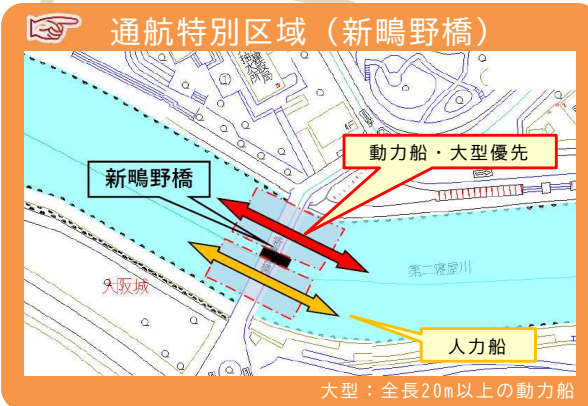 通航特別区域（新鴫野橋）
動力船・大型優先
新鴫野橋
第二寝屋川
大阪城
人力船
大型：全長20m以上の動力船